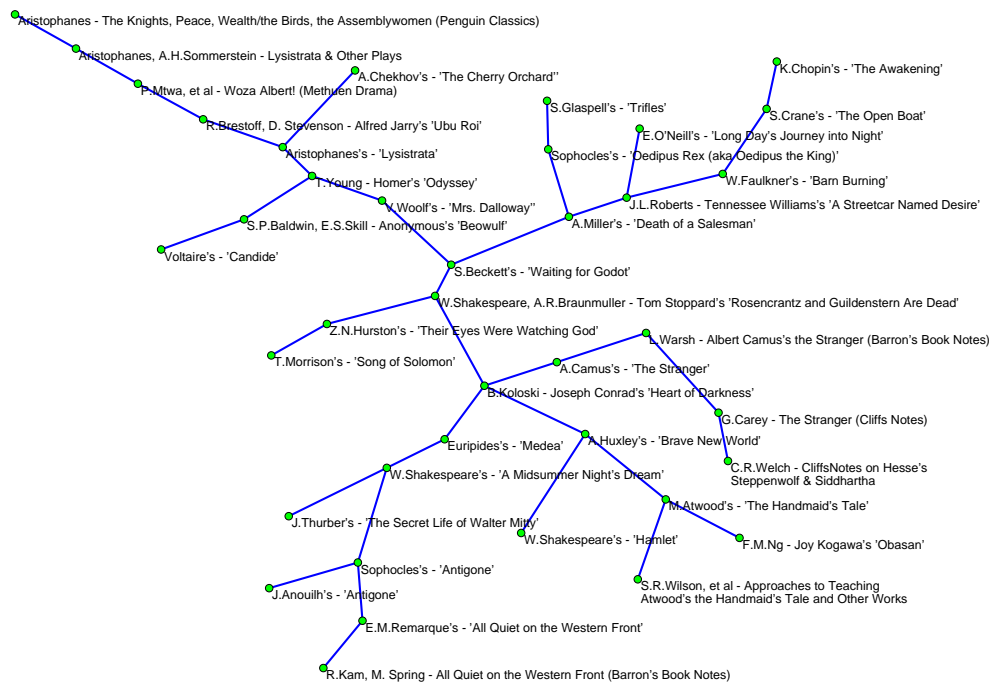 Aristophanes - The Knights, Peace, Wealth/the Birds, the Assemblywomen (Penguin Classics)
Aristophanes, A.H.Sommerstein - Lysistrata & Other Plays
K.Chopin's - 'The Awakening'
A.Chekhov's - 'The Cherry Orchard''
P.Mtwa, et al - Woza Albert! (Methuen Drama)
S.Glaspell's - 'Trifles'
S.Crane's - 'The Open Boat'
R.Brestoff, D. Stevenson - Alfred Jarry's 'Ubu Roi'
E.O'Neill's - 'Long Day's Journey into Night'
Aristophanes's - 'Lysistrata'
Sophocles's - 'Oedipus Rex (aka Oedipus the King)'
T.Young - Homer's 'Odyssey'
W.Faulkner's - 'Barn Burning'
V.Woolf's - 'Mrs. Dalloway''
J.L.Roberts - Tennessee Williams's 'A Streetcar Named Desire'
S.P.Baldwin, E.S.Skill - Anonymous's 'Beowulf'
A.Miller's - 'Death of a Salesman'
Voltaire's - 'Candide'
S.Beckett's - 'Waiting for Godot'
W.Shakespeare, A.R.Braunmuller - Tom Stoppard's 'Rosencrantz and Guildenstern Are Dead'
Z.N.Hurston's - 'Their Eyes Were Watching God'
L.Warsh - Albert Camus's the Stranger (Barron's Book Notes)
T.Morrison's - 'Song of Solomon'
A.Camus's - 'The Stranger'
B.Koloski - Joseph Conrad's 'Heart of Darkness'
G.Carey - The Stranger (Cliffs Notes)
Euripides's - 'Medea'
A.Huxley's - 'Brave New World'
C.R.Welch - CliffsNotes on Hesse's
Steppenwolf & Siddhartha
W.Shakespeare's - 'A Midsummer Night's Dream'
M.Atwood's - 'The Handmaid's Tale'
J.Thurber's - 'The Secret Life of Walter Mitty'
W.Shakespeare's - 'Hamlet'
F.M.Ng - Joy Kogawa's 'Obasan'
Sophocles's - 'Antigone'
S.R.Wilson, et al - Approaches to Teaching
Atwood's the Handmaid's Tale and Other Works
J.Anouilh's - 'Antigone'
E.M.Remarque's - 'All Quiet on the Western Front'
R.Kam, M. Spring - All Quiet on the Western Front (Barron's Book Notes)